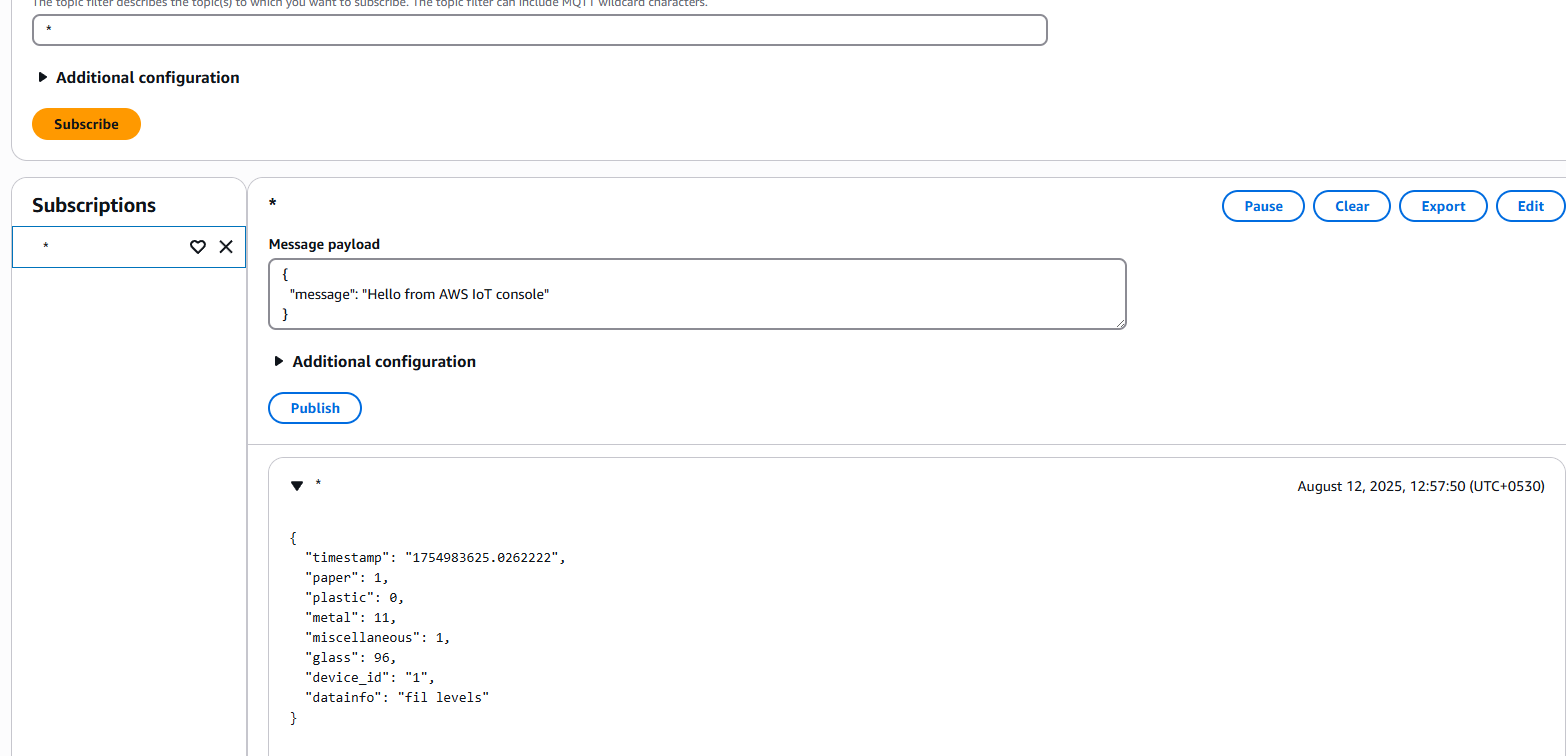 The topic filter describes the topic(s) to which you want to subscribe. The topic filter can include MQTT wildcard characters.
*
Additional configuration
Subscribe
Subscriptions
*
*
Pause
Clear
Export
Edit
Message payload
{
"message": "Hello from AWS IoT console"
}
Additional configuration
Publish
*
August 12, 2025, 12:57:50 (UTC+0530)
{
"timestamp": "1754983625.0262222",
"paper": 1,
"plastic": 0,
"metal": 11,
"miscellaneous": 1,
"glass": 96,
"device_id": "1",
"datainfo": "fil levels"
}